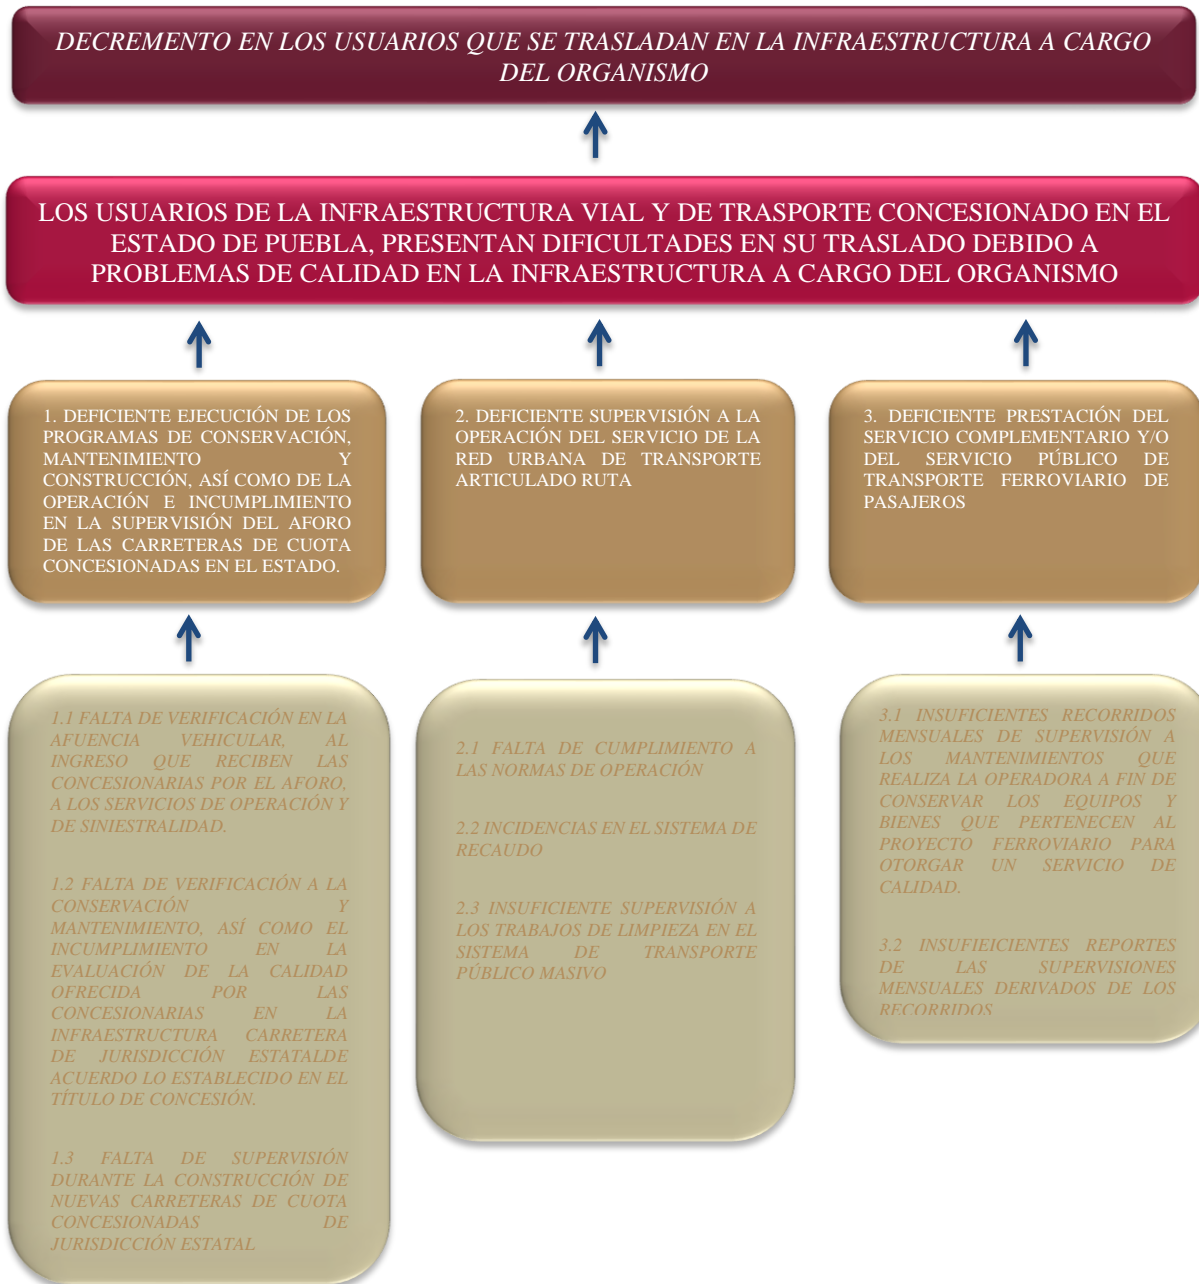 DECREMENTO EN LOS USUARIOS QUE SE TRASLADAN EN LA INFRAESTRUCTURA A CARGO
DEL ORGANISMO
LOS USUARIOS DE LA INFRAESTRUCTURA VIAL Y DE TRASPORTE CONCESIONADO EN EL
ESTADO DE PUEBLA, PRESENTAN DIFICULTADES EN SU TRASLADO DEBIDO A
PROBLEMAS DE CALIDAD EN LA INFRAESTRUCTURA A CARGO DEL ORGANISMO
1. DEFICIENTE EJECUCIÓN DE LOS
PROGRAMAS DE CONSERVACIÓN,
MANTENIMIENTO Y
CONSTRUCCIÓN, ASÍ COMO DE LA
OPERACIÓN E INCUMPLIMIENTO
EN LA SUPERVISIÓN DEL AFORO
DE LAS CARRETERAS DE CUOTA
CONCESIONADAS EN EL ESTADO.
2. DEFICIENTE SUPERVISIÓN A LA
OPERACIÓN DEL SERVICIO DE LA
RED URBANA DE TRANSPORTE
ARTICULADO RUTA
3. DEFICIENTE PRESTACIÓN DEL
SERVICIO COMPLEMENTARIO Y/O
DEL SERVICIO PÚBLICO DE
TRANSPORTE FERROVIARIO DE
PASAJEROS
1.1 FALTA DE VERIFICACIÓN EN LA
AFUENCIA VEHICULAR, AL
INGRESO QUE RECIBEN LAS
CONCESIONARIAS POR EL AFORO,
A LOS SERVICIOS DE OPERACIÓN Y
DE SINIESTRALIDAD.
1.2 FALTA DE VERIFICACIÓN A LA
CONSERVACIÓN Y
MANTENIMIENTO, ASÍ COMO EL
INCUMPLIMIENTO EN LA
EVALUACIÓN DE LA CALIDAD
OFRECIDA POR LAS
CONCESIONARIAS EN LA
INFRAESTRUCTURA CARRETERA
DE JURISDICCIÓN ESTATALDE
ACUERDO LO ESTABLECIDO EN EL
TÍTULO DE CONCESIÓN.
1.3 FALTA DE SUPERVISIÓN
DURANTE LA CONSTRUCCIÓN DE
NUEVAS CARRETERAS DE CUOTA
CONCESIONADAS DE
JURISDICCIÓN ESTATAL
2.1 FALTA DE CUMPLIMIENTO A
LAS NORMAS DE OPERACIÓN
2.2 INCIDENCIAS EN EL SISTEMA DE
RECAUDO
2.3 INSUFICIENTE SUPERVISIÓN A
LOS TRABAJOS DE LIMPIEZA EN EL
SISTEMA DE TRANSPORTE
PÚBLICO MASIVO
3.1 INSUFICIENTES RECORRIDOS
MENSUALES DE SUPERVISIÓN A
LOS MANTENIMIENTOS QUE
REALIZA LA OPERADORA A FIN DE
CONSERVAR LOS EQUIPOS Y
BIENES QUE PERTENECEN AL
PROYECTO FERROVIARIO PARA
OTORGAR UN SERVICIO DE
CALIDAD.
3.2 INSUFIEICIENTES REPORTES
DE LAS SUPERVISIONES
MENSUALES DERIVADOS DE LOS
RECORRIDOS